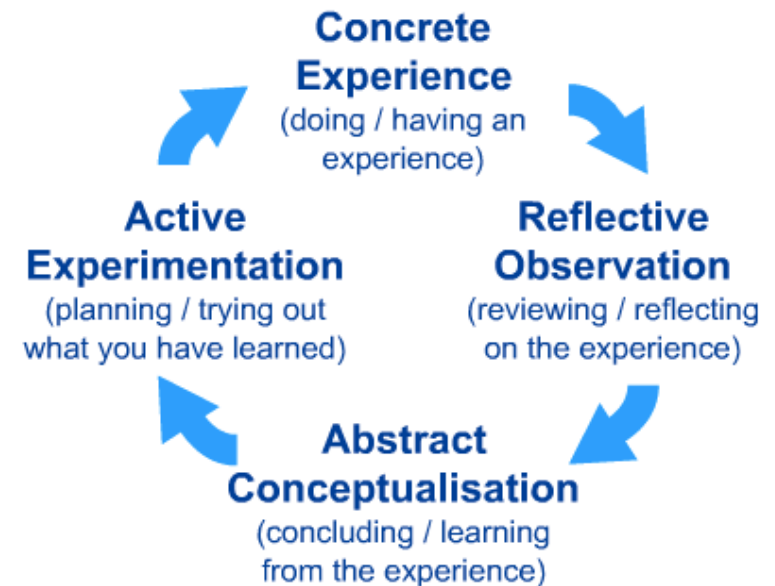 Concrete
Experience
(doing / having an
experience)
Reflective
Observation
(reviewing / reflecting
on the experience)
Abstract
Conceptualisation
(concluding / learning
from the experience)
Active
Experimentation
(planning / trying out
what you have learned)